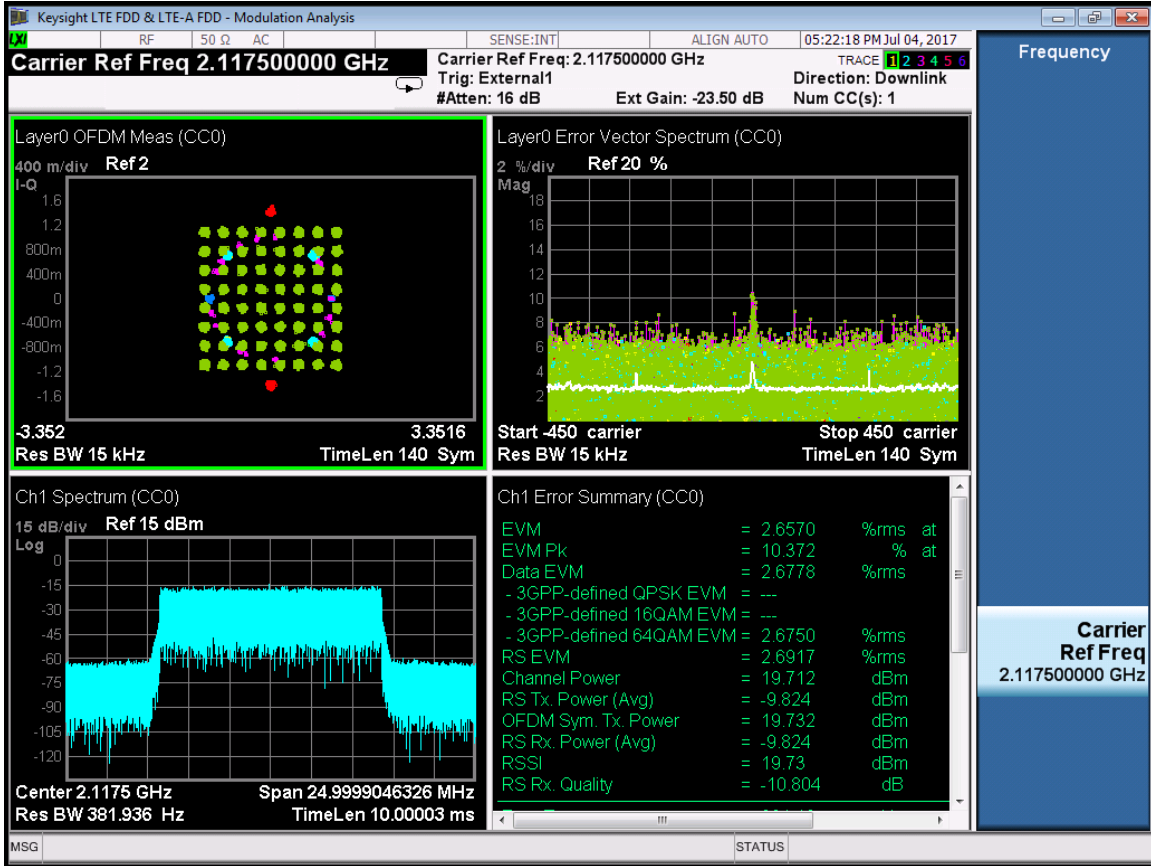 Keysight LTE FDD & LTE-A FDD - Modulation Analysis
LXI
RF
50 Ω AC
SENSE:INT
ALIGN AUTO
05:22:18 PM Jul 04, 2017
Carrier Ref Freq 2.117500000 GHz
Carrier Ref Freq: 2.117500000 GHz
Trig: External1
#Atten: 16 dB
Ext Gain: -23.50 dB
TRACE 1 2 3 4 5 6
Direction: Downlink
Num CC(s): 1
Frequency
Layer0 OFDM Meas (CC0)
400 m/div Ref 2
I-Q
1.6
1.2
800m
400m
0
-400m
-800m
-1.2
-1.6
-3.352
3.3516
Res BW 15 kHz
TimeLen 140 Sym
Layer0 Error Vector Spectrum (CC0)
2 %/div Ref 20 %
Mag
18
16
14
12
10
8
6
4
2
Start -450 carrier
Stop 450 carrier
Res BW 15 kHz
TimeLen 140 Sym
Ch1 Spectrum (CC0)
15 dB/div Ref 15 dBm
Log
0
-15
-30
-45
-60
-75
-90
-105
-120
Center 2.1175 GHz
Span 24.9999046326 MHz
Res BW 381.936 Hz
TimeLen 10.00003 ms
Ch1 Error Summary (CC0)
EVM = 2.6570 %rms at
EVM Pk = 10.372 % at
Data EVM = 2.6778 %rms
- 3GPP-defined QPSK EVM = ---
- 3GPP-defined 16QAM EVM = ---
- 3GPP-defined 64QAM EVM = 2.6750 %rms
RS EVM = 2.6917 %rms
Channel Power = 19.712 dBm
RS Tx. Power (Avg) = -9.824 dBm
OFDM Sym. Tx. Power = 19.732 dBm
RS Rx. Power (Avg) = -9.824 dBm
RSSI = 19.73 dBm
RS Rx. Quality = -10.804 dB
Carrier
Ref Freq
2.117500000 GHz
MSG
STATUS